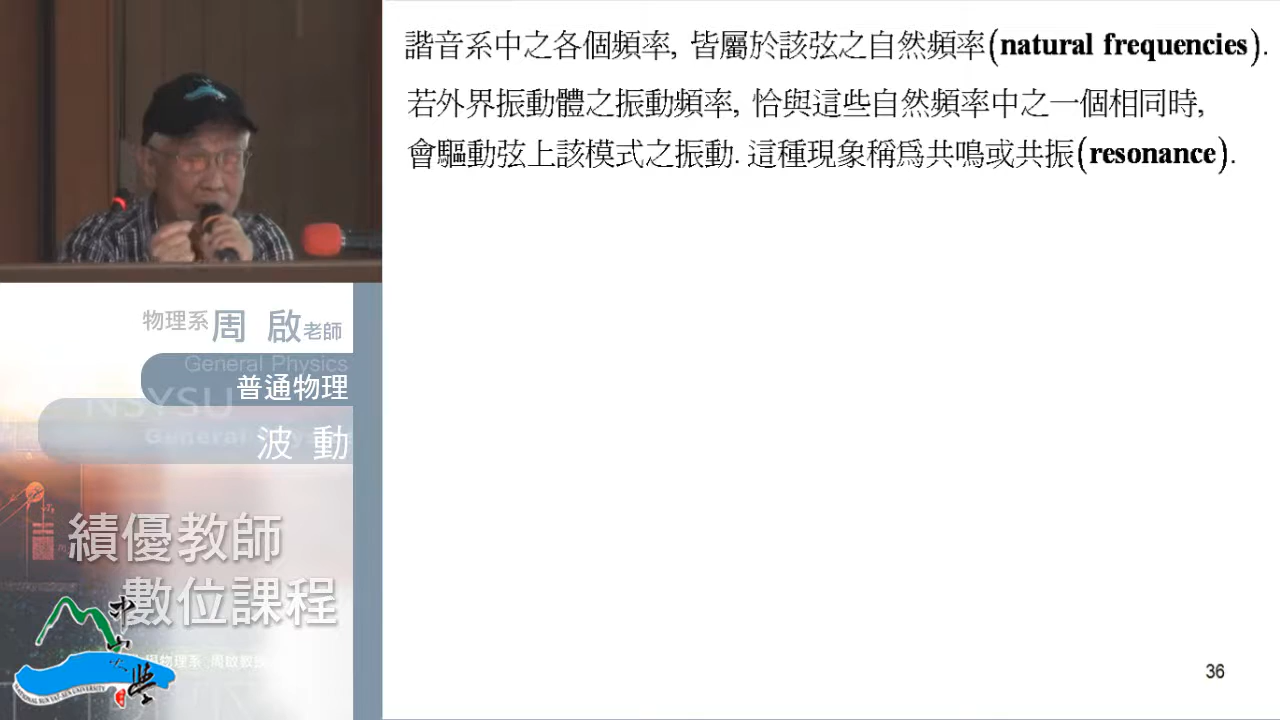 諧音系中之各個頻率, 皆屬於該弦之自然頻率(natural frequencies).
若外界振動體之振動頻率, 恰與這些自然頻率中之一個相同時,
會驅動弦上該模式之振動. 這種現象稱爲共鳴或共振(resonance).
物理系周 啟老師
General Physics
普通物理
NSYSU
波 動
績優教師
數位課程
36